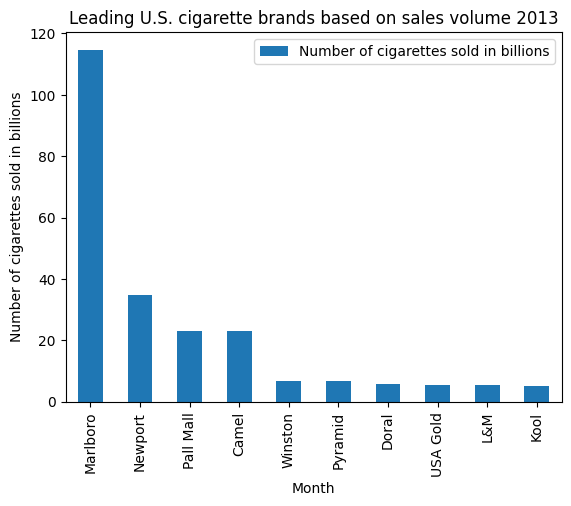 Leading U.S. cigarette brands based on sales volume 2013
Number of cigarettes sold in billions
Number of cigarettes sold in billions
120
100
80
60
40
20
0
Marlboro
Newport
Pall Mall
Camel
Winston
Pyramid
Doral
USA Gold
L&M
Kool
Month